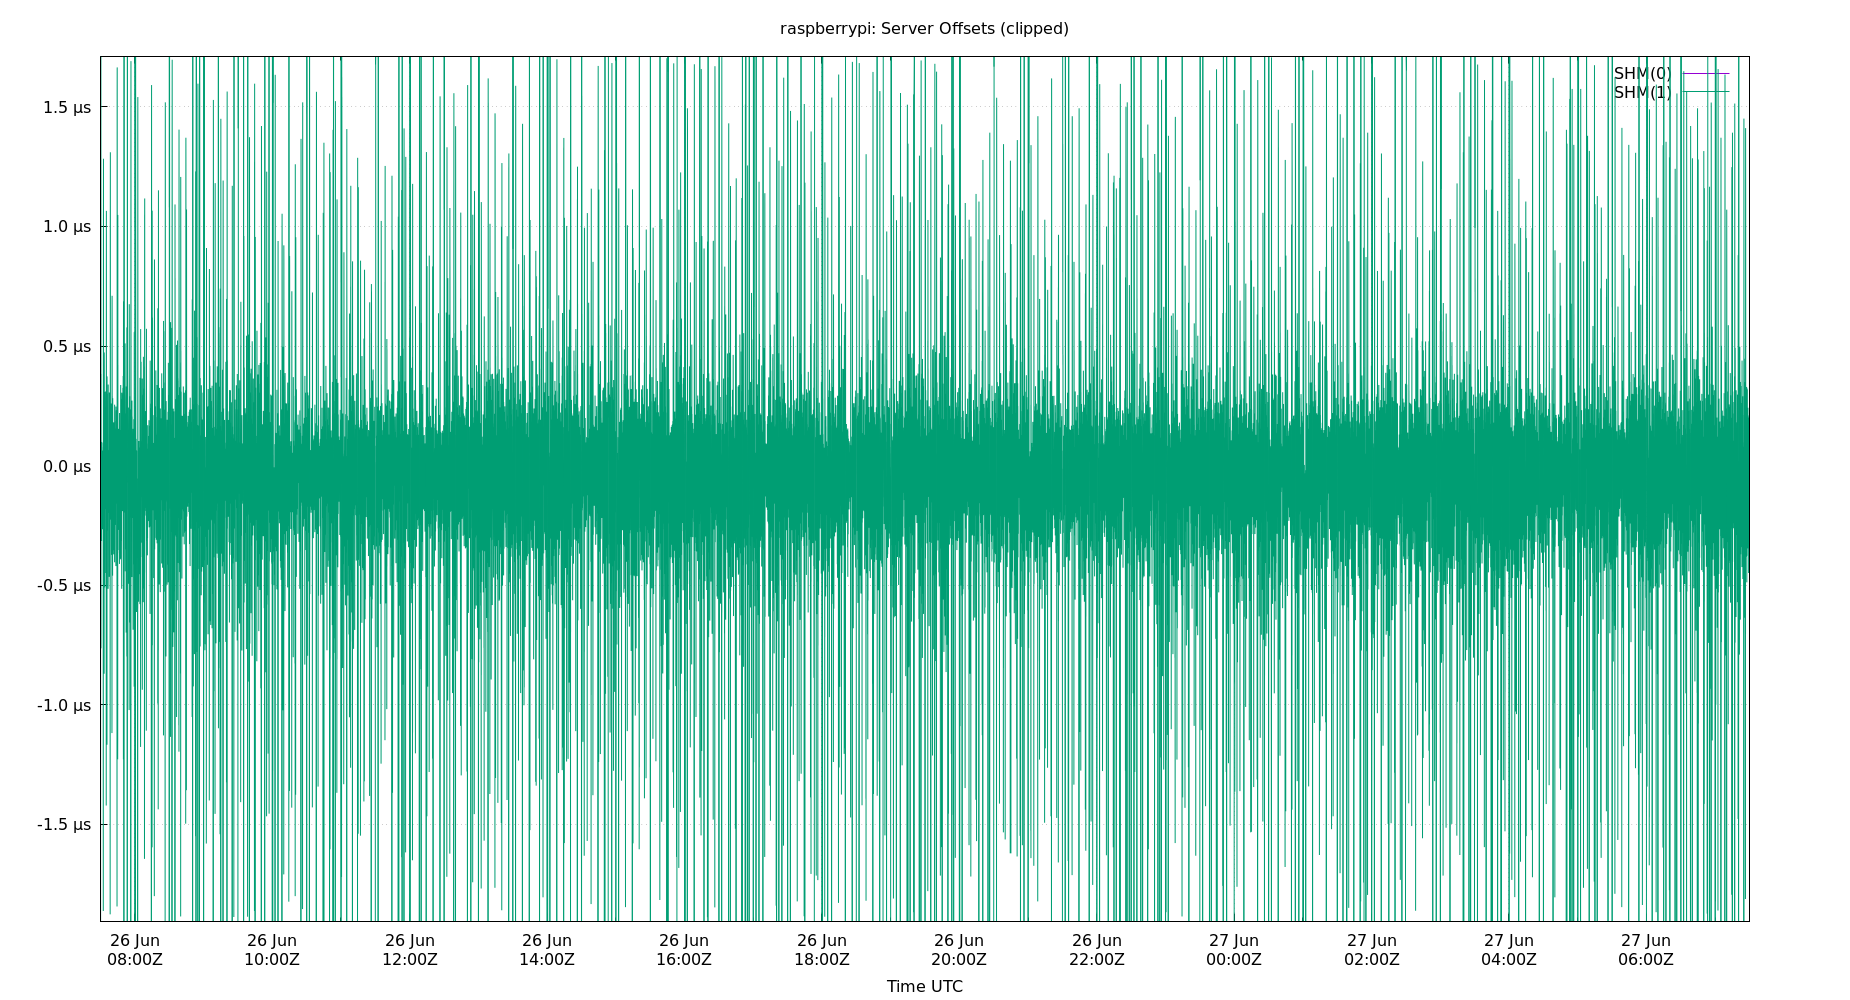 raspberrypi: Server Offsets (clipped)
SHM(0)
SHM(1)
1.5 µs
1.0 µs
0.5 µs
0.0 µs
-0.5 µs
-1.0 µs
-1.5 µs
26 Jun 26 Jun 26 Jun 26 Jun 26 Jun 26 Jun 26 Jun 26 Jun 27 Jun 27 Jun 27 Jun 27 Jun
08:00Z 10:00Z 12:00Z 14:00Z 16:00Z 18:00Z 20:00Z 22:00Z 00:00Z 02:00Z 04:00Z 06:00Z
Time UTC